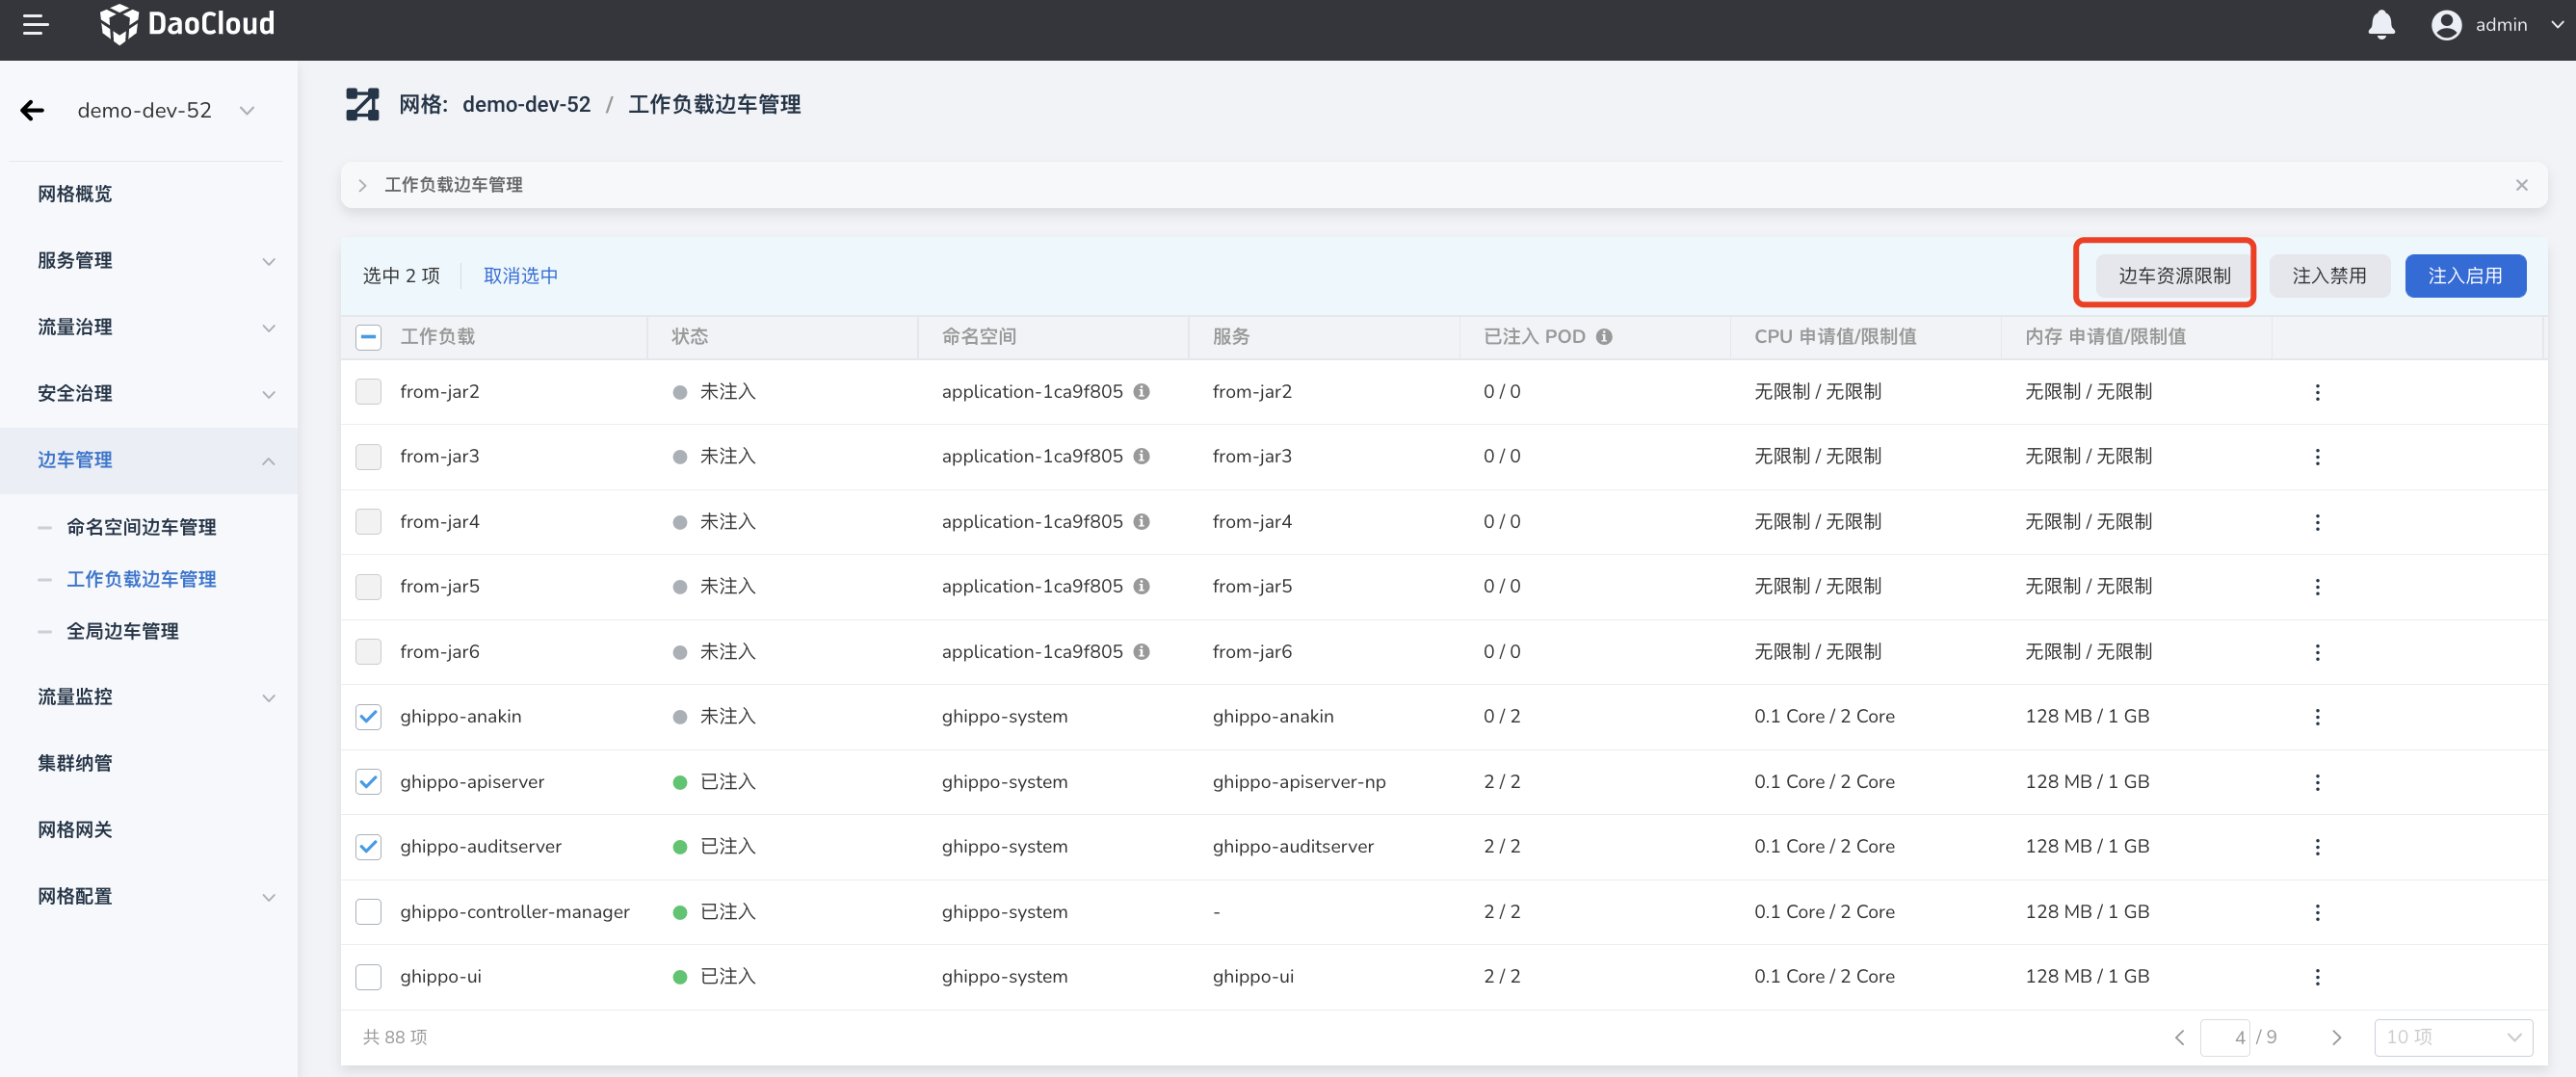 DaoCloud
admin
demo-dev-52
网格: demo-dev-52 / 工作负载边车管理
网格概览
服务管理
流量治理
安全治理
边车管理
命名空间边车管理
工作负载边车管理
全局边车管理
流量监控
集群纳管
网格网关
网格配置
工作负载边车管理
选中 2 项 取消选中 边车资源限制 注入禁用 注入启用
工作负载 状态 命名空间 服务 已注入 POD CPU 申请值/限制值 内存 申请值/限制值
from-jar2 未注入 application-1ca9f805 from-jar2 0 / 0 无限制 / 无限制 无限制 / 无限制
from-jar3 未注入 application-1ca9f805 from-jar3 0 / 0 无限制 / 无限制 无限制 / 无限制
from-jar4 未注入 application-1ca9f805 from-jar4 0 / 0 无限制 / 无限制 无限制 / 无限制
from-jar5 未注入 application-1ca9f805 from-jar5 0 / 0 无限制 / 无限制 无限制 / 无限制
from-jar6 未注入 application-1ca9f805 from-jar6 0 / 0 无限制 / 无限制 无限制 / 无限制
ghippo-anakin 未注入 ghippo-system ghippo-anakin 0 / 2 0.1 Core / 2 Core 128 MB / 1 GB
ghippo-apiserver 已注入 ghippo-system ghippo-apiserver-np 2 / 2 0.1 Core / 2 Core 128 MB / 1 GB
ghippo-auditserver 已注入 ghippo-system ghippo-auditserver 2 / 2 0.1 Core / 2 Core 128 MB / 1 GB
ghippo-controller-manager 已注入 ghippo-system - 2 / 2 0.1 Core / 2 Core 128 MB / 1 GB
ghippo-ui 已注入 ghippo-system ghippo-ui 2 / 2 0.1 Core / 2 Core 128 MB / 1 GB
共 88 项 4 / 9 10 项